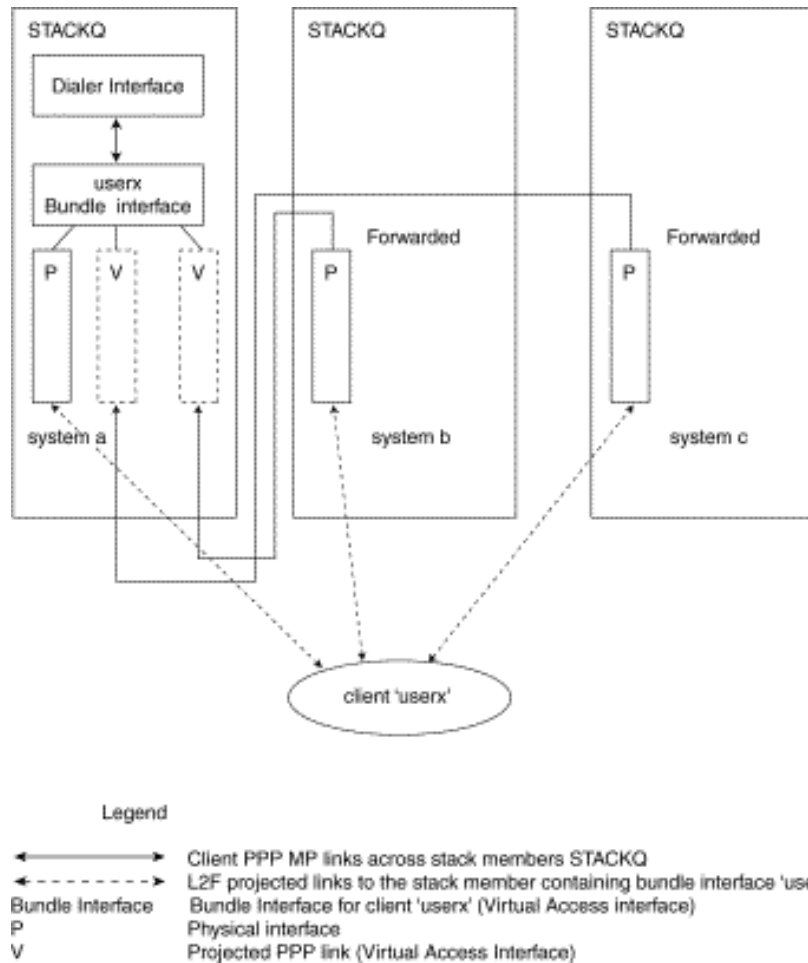 STACKQ
STACKQ
STACKQ
Dialer Interface
userx
Bundle interface
Forwarded
Forwarded
P
V
V
P
P
system a
system b
system c
client 'userx'
Legend
Client PPP MP links across stack members STACKQ
L2F projected links to the stack member containing bundle interface 'use
Bundle Interface Bundle Interface for client 'userx' (Virtual Access interface)
P Physical interface
V Projected PPP link (Virtual Access Interface)